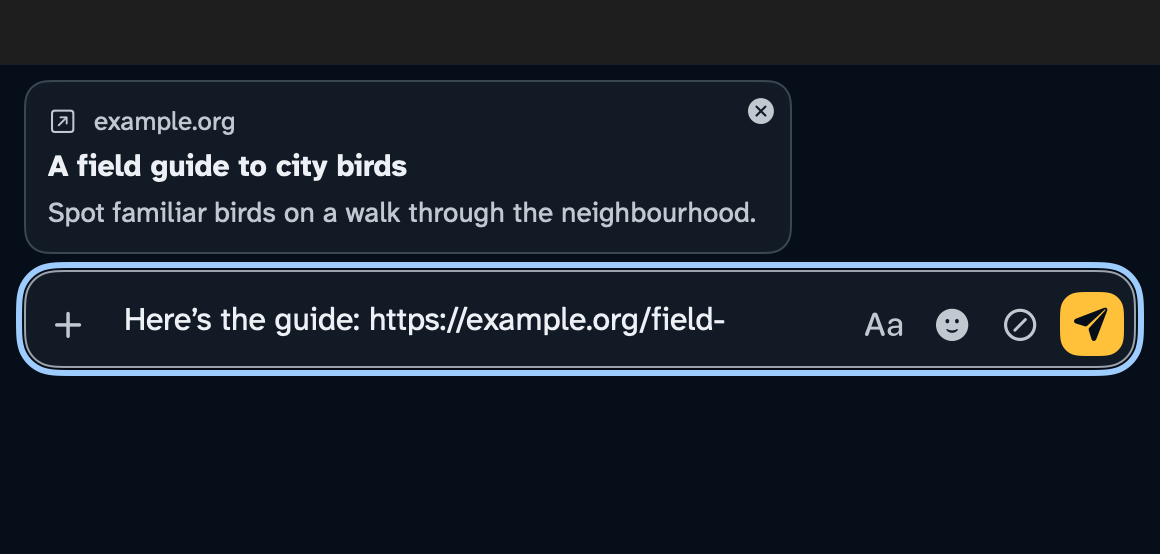 example.org
A field guide to city birds
Spot familiar birds on a walk through the neighbourhood.
Here’s the guide: https://example.org/field-
Aa